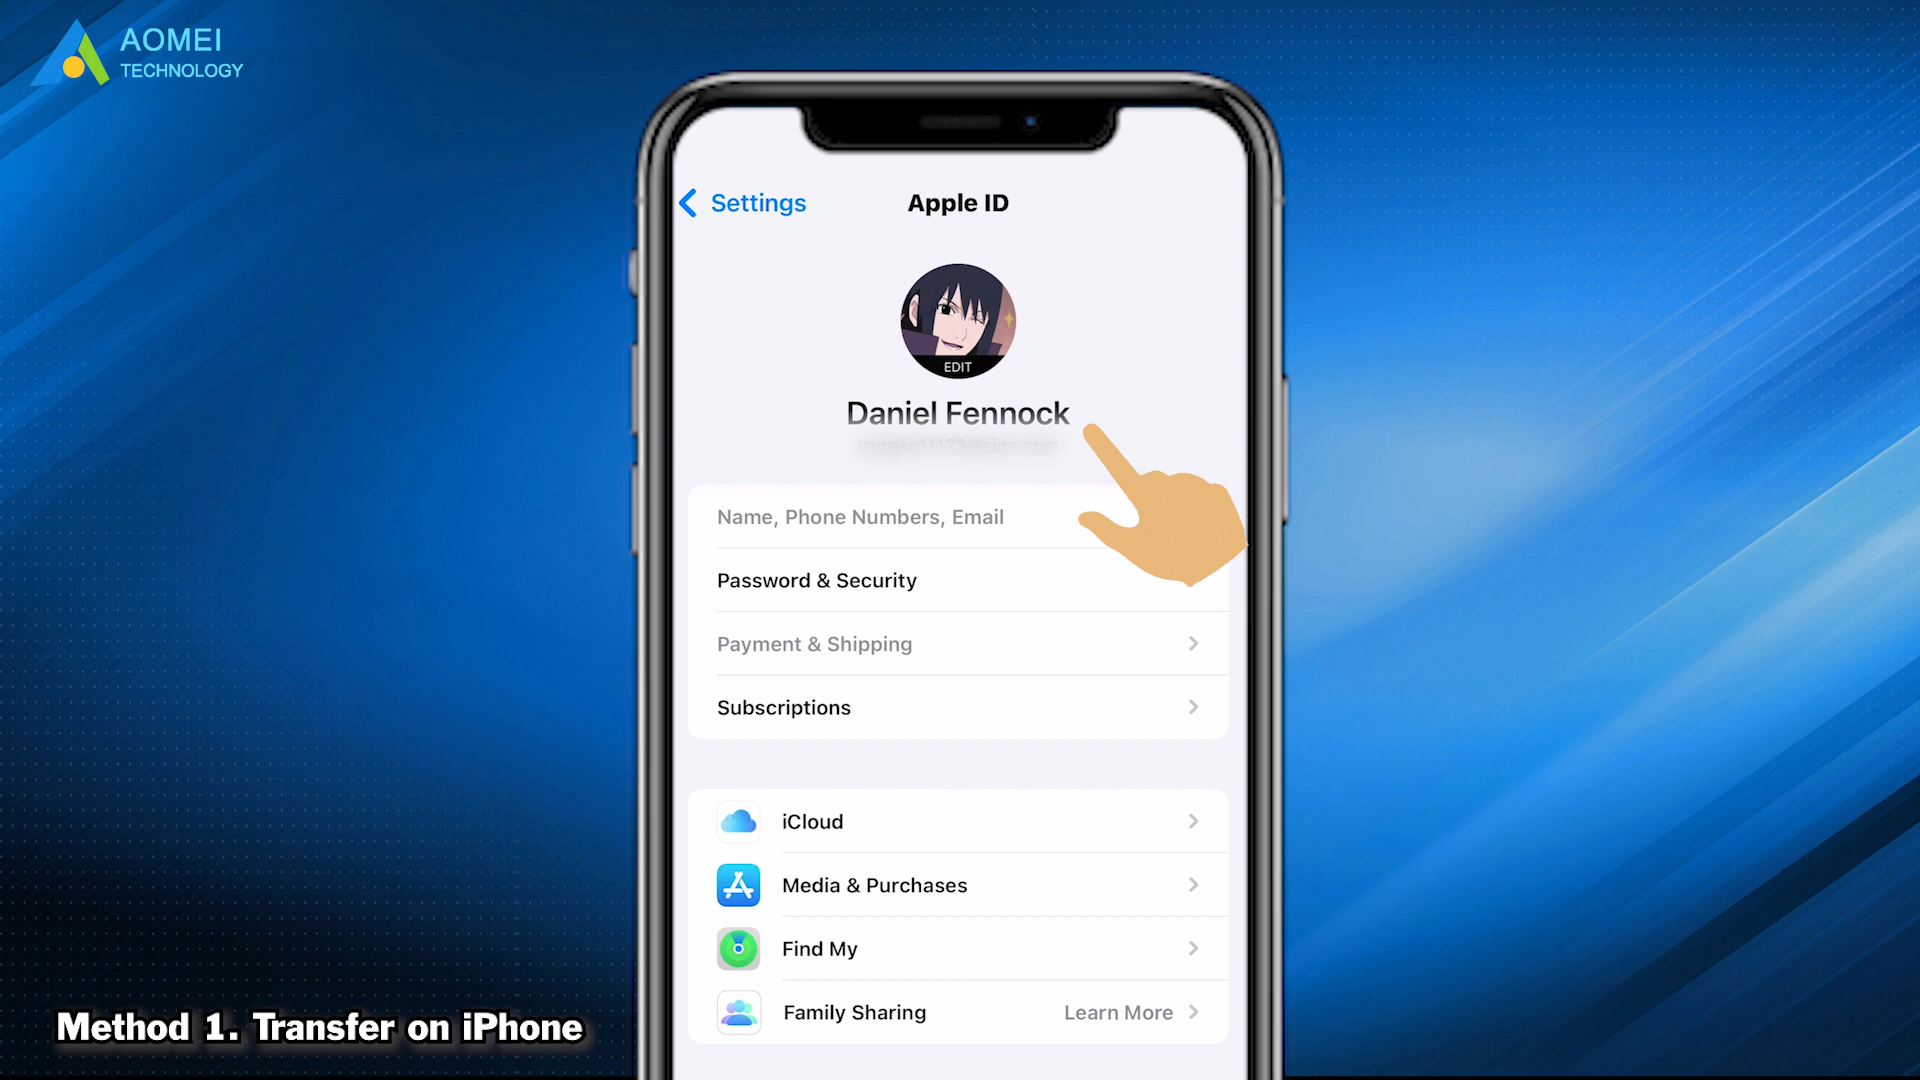 AOMEI
TECHNOLOGY
Settings
Apple ID
EDIT
Daniel Fennock
Name, Phone Numbers, Email
Password & Security
Payment & Shipping
Subscriptions
iCloud
Media & Purchases
Find My
Family Sharing Learn More
Method 1. Transfer on iPhone